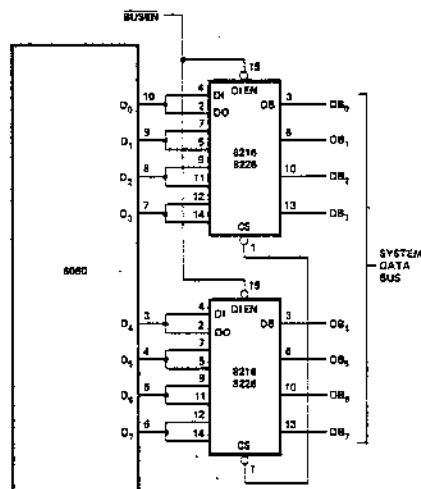 BUSEN
15
DIEN
D0 10 4 DI DB 3 DB0
2 DO
D1 9 7 6 DB1
5
D2 8 9 8216 10 DB2
11 8226
D3 7 12 13 DB3
14
CS
1
8080
SYSTEM
DATA
BUS
15
DIEN
D4 3 4 DI DB 3 DB4
2 DO
D5 4 7 6 DB5
5 8216
D6 5 9 8226 10 DB6
11
D7 6 12 13 DB7
14
CS
1